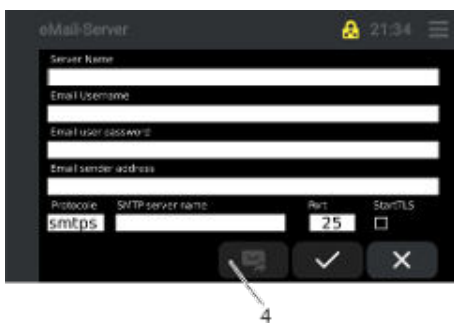 eMail-Server 21:34
Server Name
Email Username
Email user password
Email sender address
Protocole SMTP server name Port StartTLS
smtps 25
4